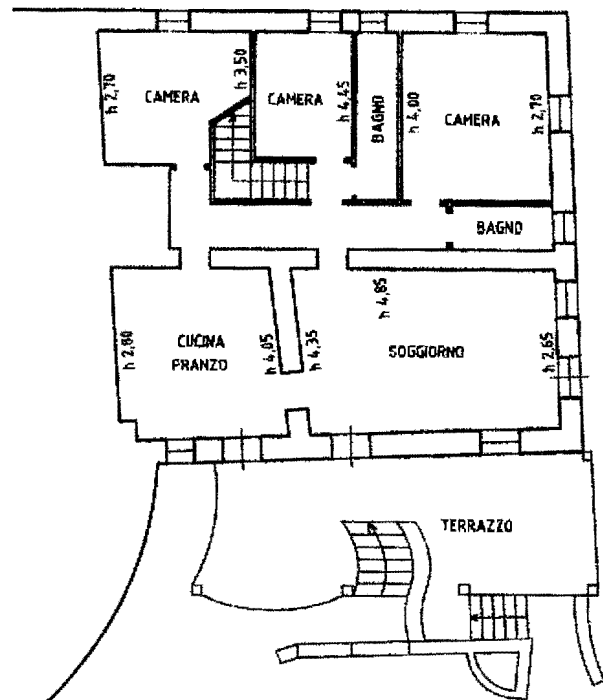 h 2,70
CAMERA
h 3,50
CAMERA
h 4,45
BAGNO
h 4,00
CAMERA
h 2,70
BAGNO
h 2,80
CUCINA
PRANZO
h 4,05
h 4,35
h 4,85
SOGGIORNO
h 2,65
TERRAZZO